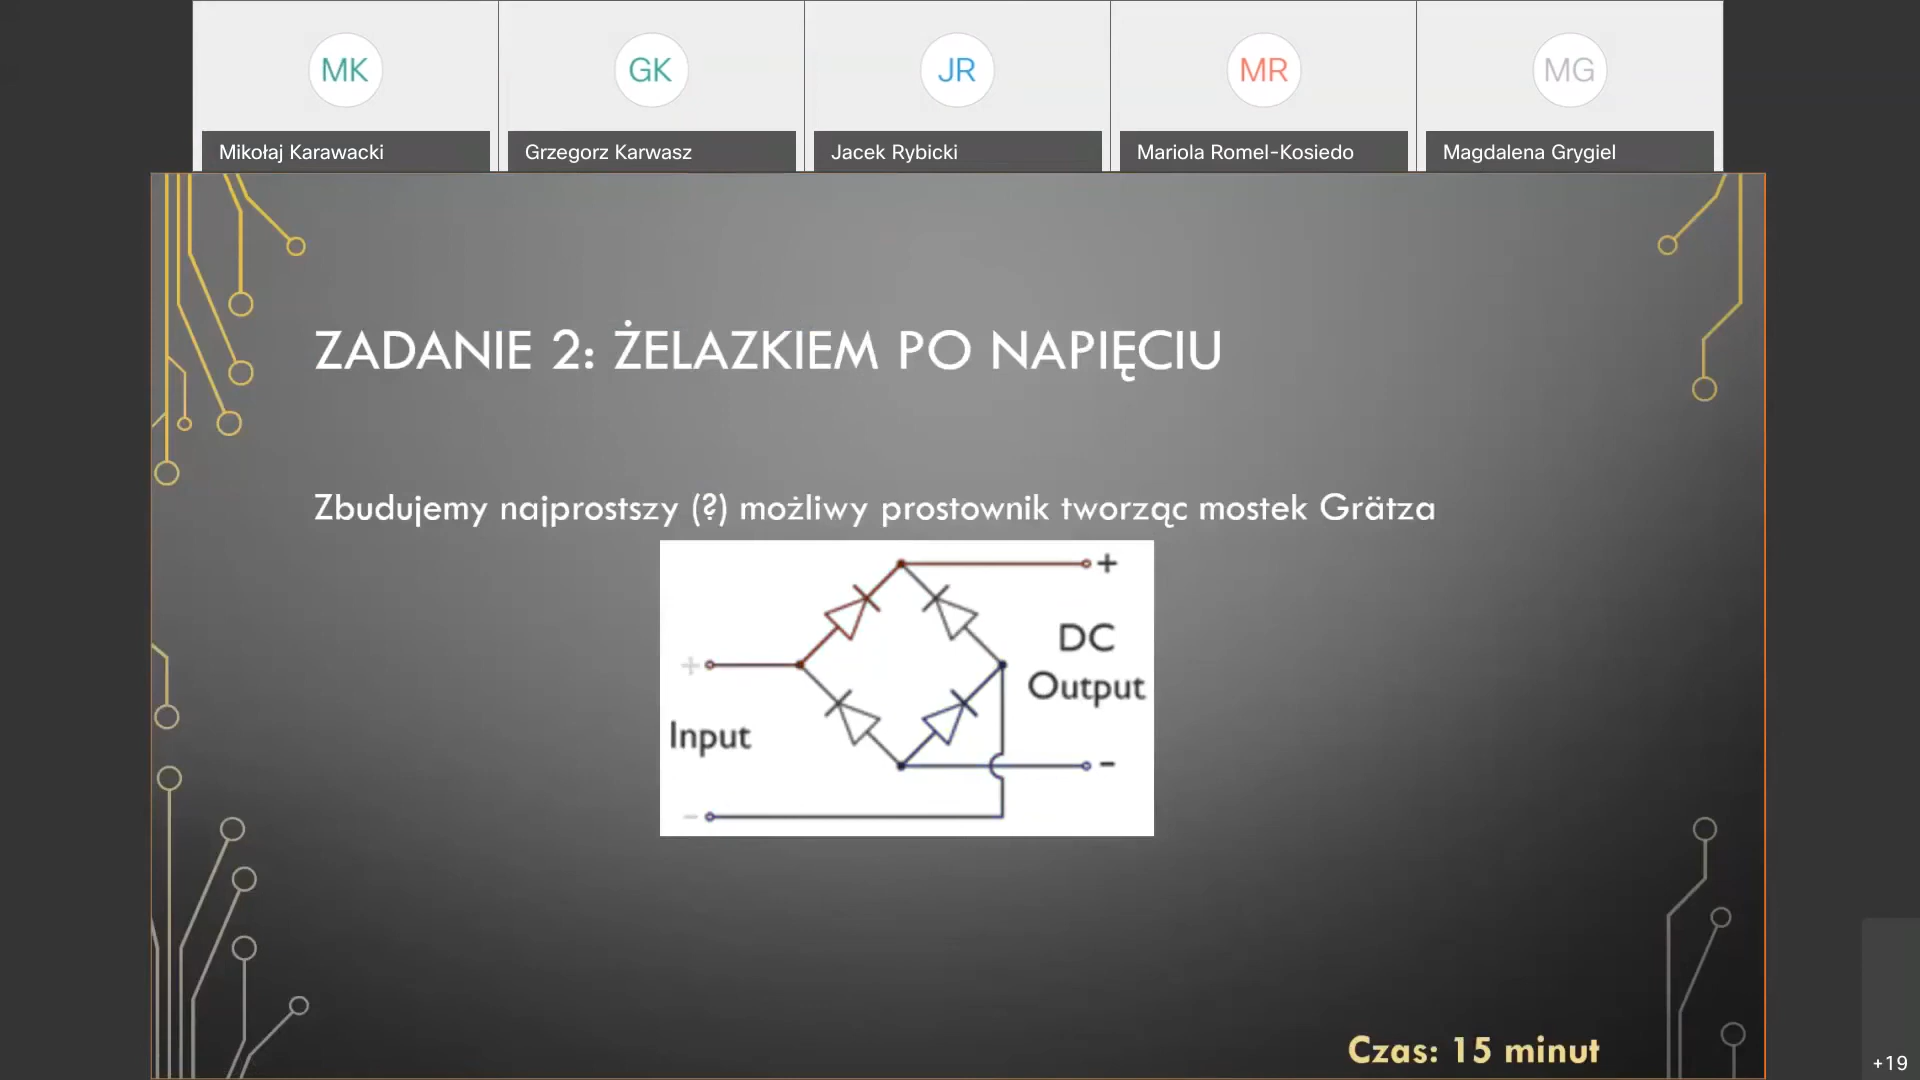 MK
GK
JR
MR
MG
Mikołaj Karawacki
Grzegorz Karwasz
Jacek Rybicki
Mariola Romel-Kosiedo
Magdalena Grygiel
ZADANIE 2: ŻELAZKIEM PO NAPIĘCIU
Zbudujemy najprostszy (?) możliwy prostownik tworząc mostek Grätza
+
DC
Output
+
Input
-
-
Czas: 15 minut
+19